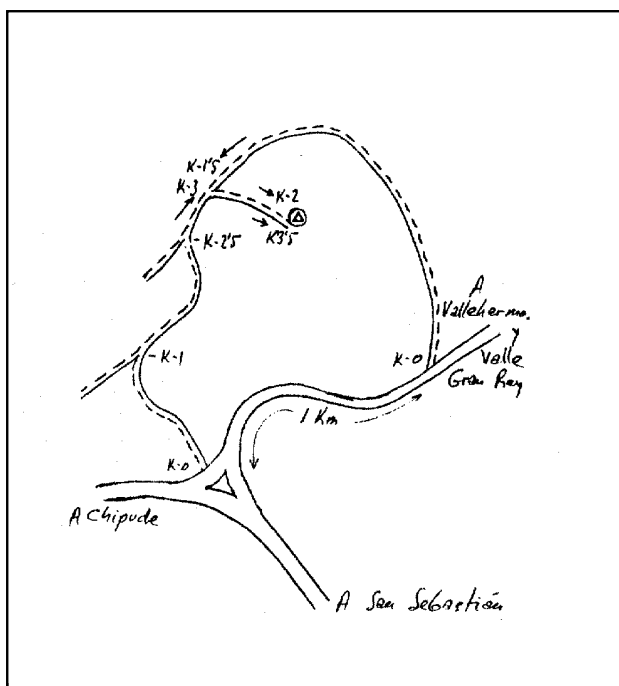 K-1'5
K-3
K-2
K3'5
K-2'5
A
Vallehermo.
y
Valle
Gran Rey
K-0
K-1
1 Km
K-0
A Chipude
A San Sebastián